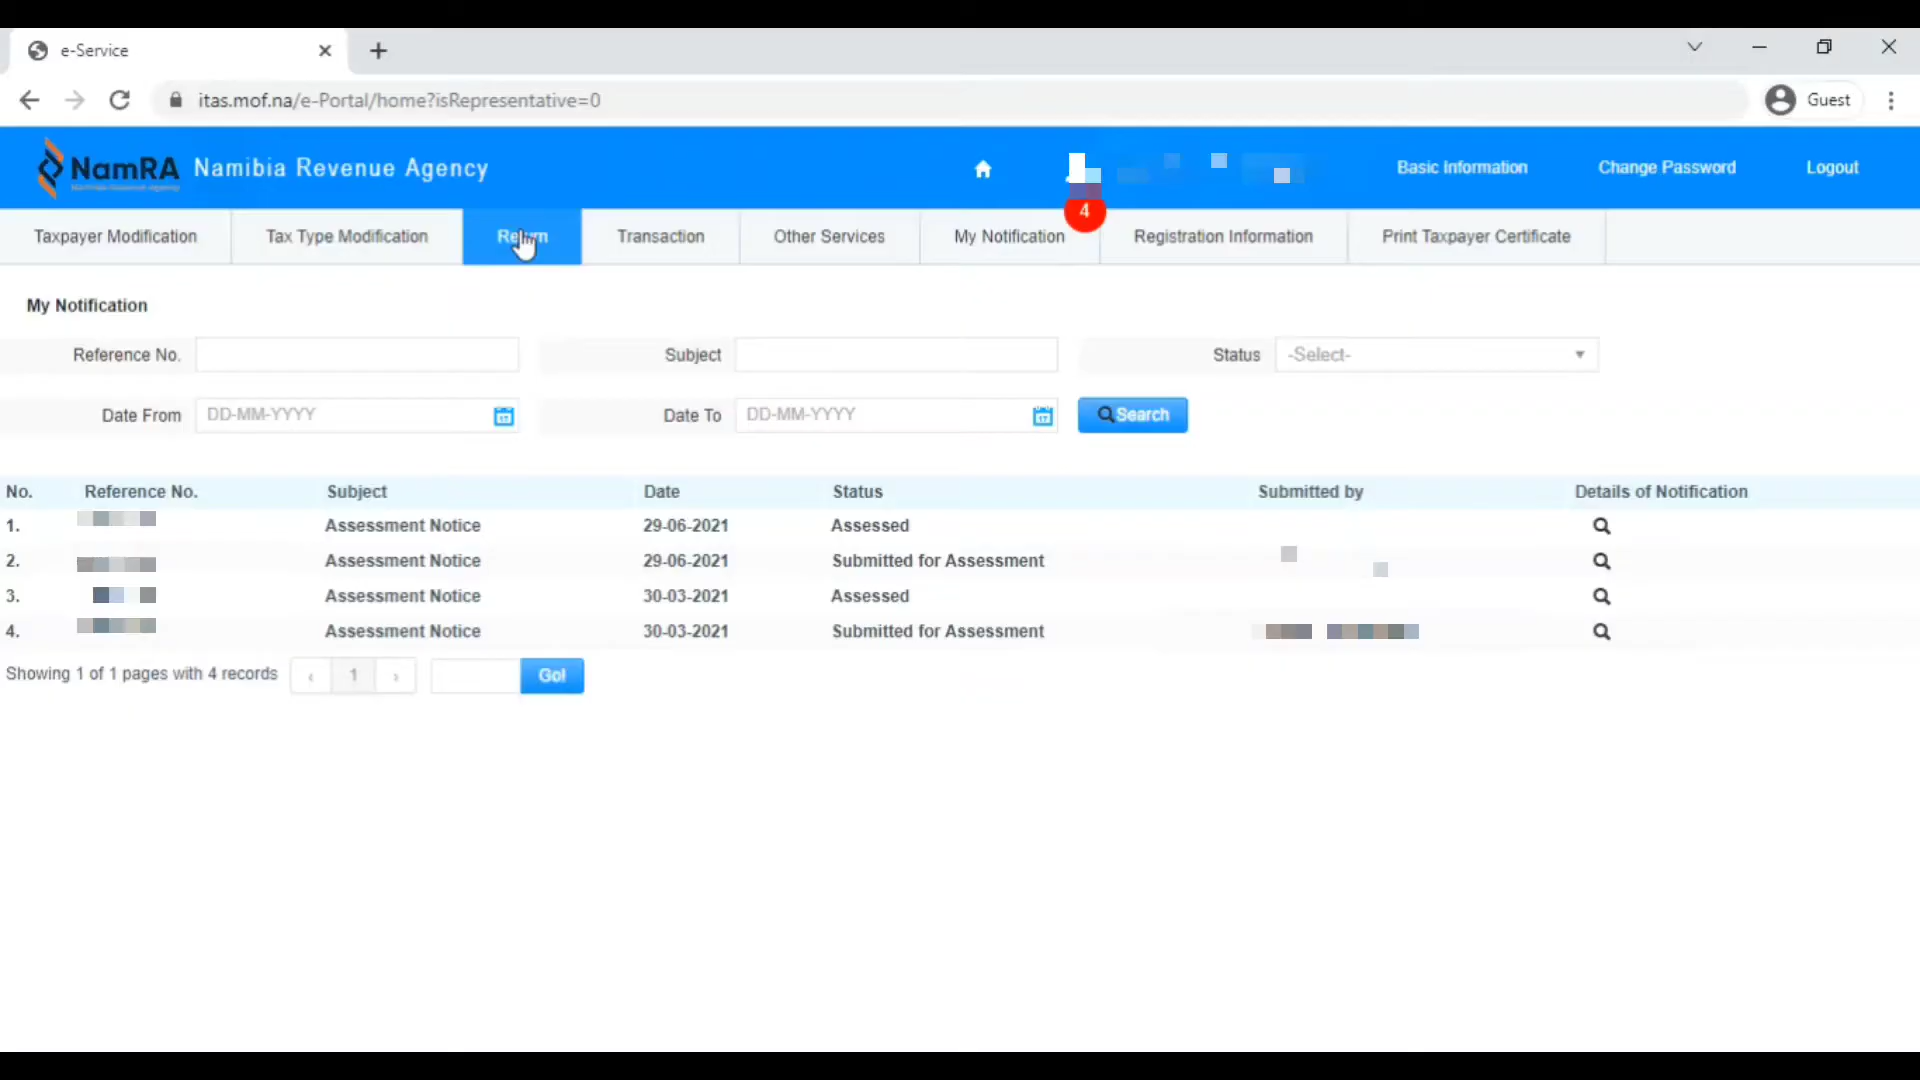 e-Service
itas.mof.na/e-Portal/home?isRepresentative=0
Guest
NamRA
Namibia Revenue Agency
Basic Information
Change Password
Logout
4
Taxpayer Modification
Tax Type Modification
Return
Transaction
Other Services
My Notification
Registration Information
Print Taxpayer Certificate
My Notification
Reference No.
Subject
Status
-Select-
Date From
DD-MM-YYYY
Date To
DD-MM-YYYY
Search
No. Reference No. Subject Date Status Submitted by Details of Notification
1. Assessment Notice 29-06-2021 Assessed
2. Assessment Notice 29-06-2021 Submitted for Assessment
3. Assessment Notice 30-03-2021 Assessed
4. Assessment Notice 30-03-2021 Submitted for Assessment
Showing 1 of 1 pages with 4 records ‹ 1 › Go!